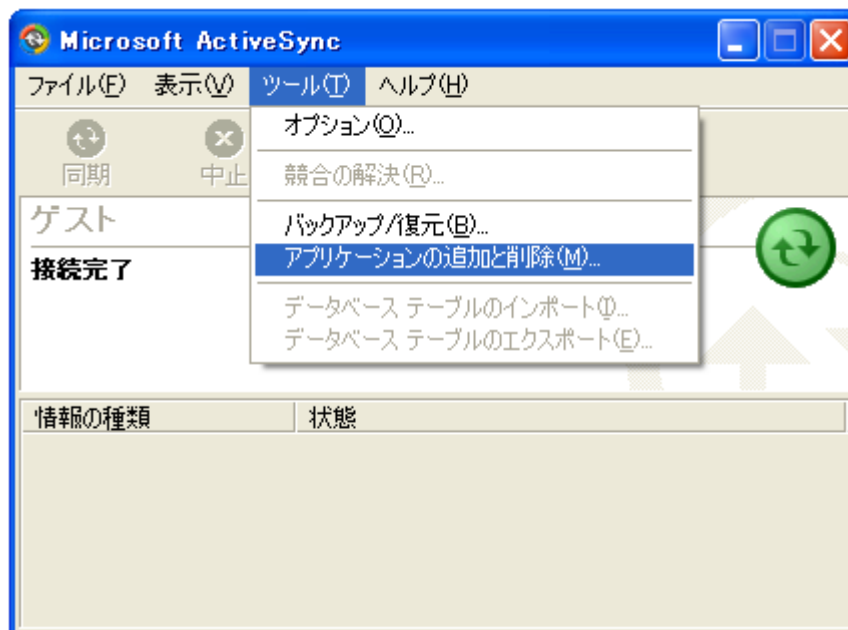 Microsoft ActiveSync
ファイル(F) 表示(V) ツール(T) ヘルプ(H)
同期 中止
オプション(O)...
競合の解決(R)...
バックアップ/復元(B)...
アプリケーションの追加と削除(M)...
データベース テーブルのインポート(I)...
データベース テーブルのエクスポート(E)...
ゲスト
接続完了
情報の種類 状態